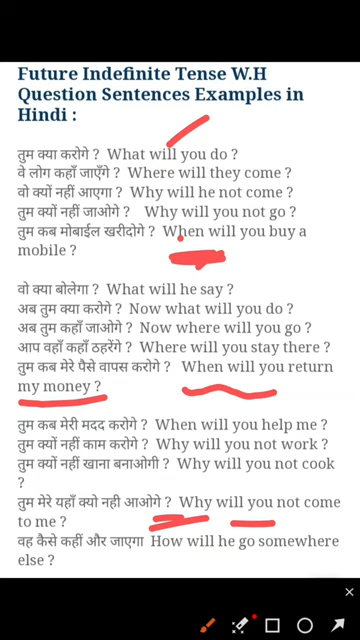 Future Indefinite Tense W.H
Question Sentences Examples in
Hindi :
तुम क्या करोगे ? What will you do ?
वे लोग कहाँ जाएँगे ? Where will they come ?
वो क्यों नहीं आएगा ? Why will he not come ?
तुम क्यों नहीं जाओगे ? Why will you not go ?
तुम कब मोबाईल खरीदोगे ? When will you buy a
mobile ?
वो क्या बोलेगा ? What will he say ?
अब तुम क्या करोगे ? Now what will you do ?
अब तुम कहाँ जाओगे ? Now where will you go ?
आप वहाँ कहाँ ठहरेंगे ? Where will you stay there ?
तुम कब मेरे पैसे वापस करोगे ? When will you return
my money ?
तुम कब मेरी मदद करोगे ? When will you help me ?
तुम क्यों नहीं काम करोगे ? Why will you not work ?
तुम क्यों नहीं खाना बनाओगी ? Why will you not cook
?
तुम मेरे यहाँ क्यो नही आओगे ? Why will you not come
to me ?
वह कैसे कहीं और जाएगा How will he go somewhere
else ?